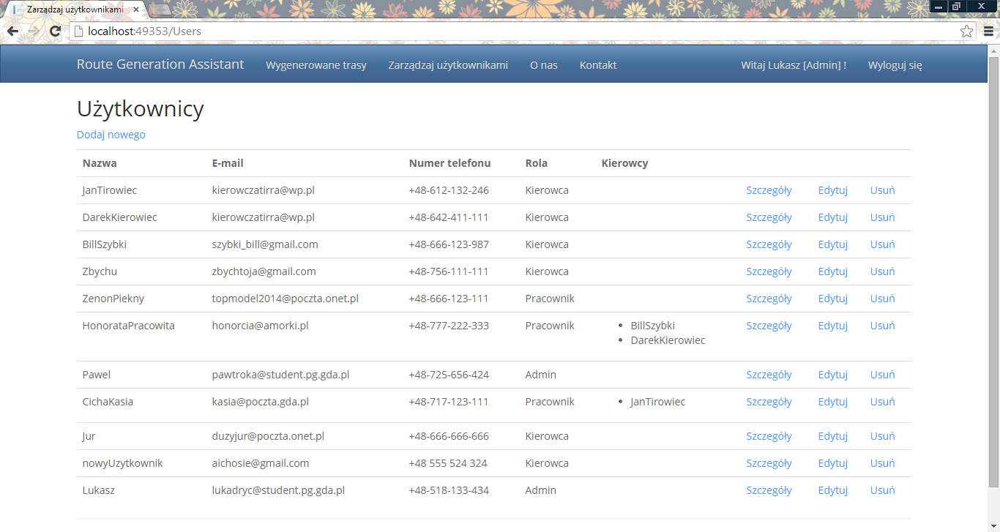 Zarządzaj użytkownikami
localhost:49353/Users
Route Generation Assistant Wygenerowane trasy Zarządzaj użytkownikami O nas Kontakt Witaj Lukasz [Admin] ! Wyloguj się
Użytkownicy
Dodaj nowego
Nazwa E-mail Numer telefonu Rola Kierowcy
JanTirowiec kierowczatirra@wp.pl +48-612-132-246 Kierowca Szczegóły Edytuj Usuń
DarekKierowiec kierowczatirra@wp.pl +48-642-411-111 Kierowca Szczegóły Edytuj Usuń
BillSzybki szybki_bill@gmail.com +48-666-123-987 Kierowca Szczegóły Edytuj Usuń
Zbychu zbychtoja@gmail.com +48-756-111-111 Kierowca Szczegóły Edytuj Usuń
ZenonPiekny topmodel2014@poczta.onet.pl +48-666-123-111 Pracownik Szczegóły Edytuj Usuń
HonorataPracowita honorcia@amorki.pl +48-777-222-333 Pracownik • BillSzybki Szczegóły Edytuj Usuń
• DarekKierowiec
Pawel pawtroka@student.pg.gda.pl +48-725-656-424 Admin Szczegóły Edytuj Usuń
CichaKasia kasia@poczta.gda.pl +48-717-123-111 Pracownik • JanTirowiec Szczegóły Edytuj Usuń
Jur duzyjur@poczta.onet.pl +48-666-666-666 Kierowca Szczegóły Edytuj Usuń
nowyUzytkownik aichosie@gmail.com +48 555 524 324 Kierowca Szczegóły Edytuj Usuń
Lukasz lukadryc@student.pg.gda.pl +48-518-133-434 Admin Szczegóły Edytuj Usuń